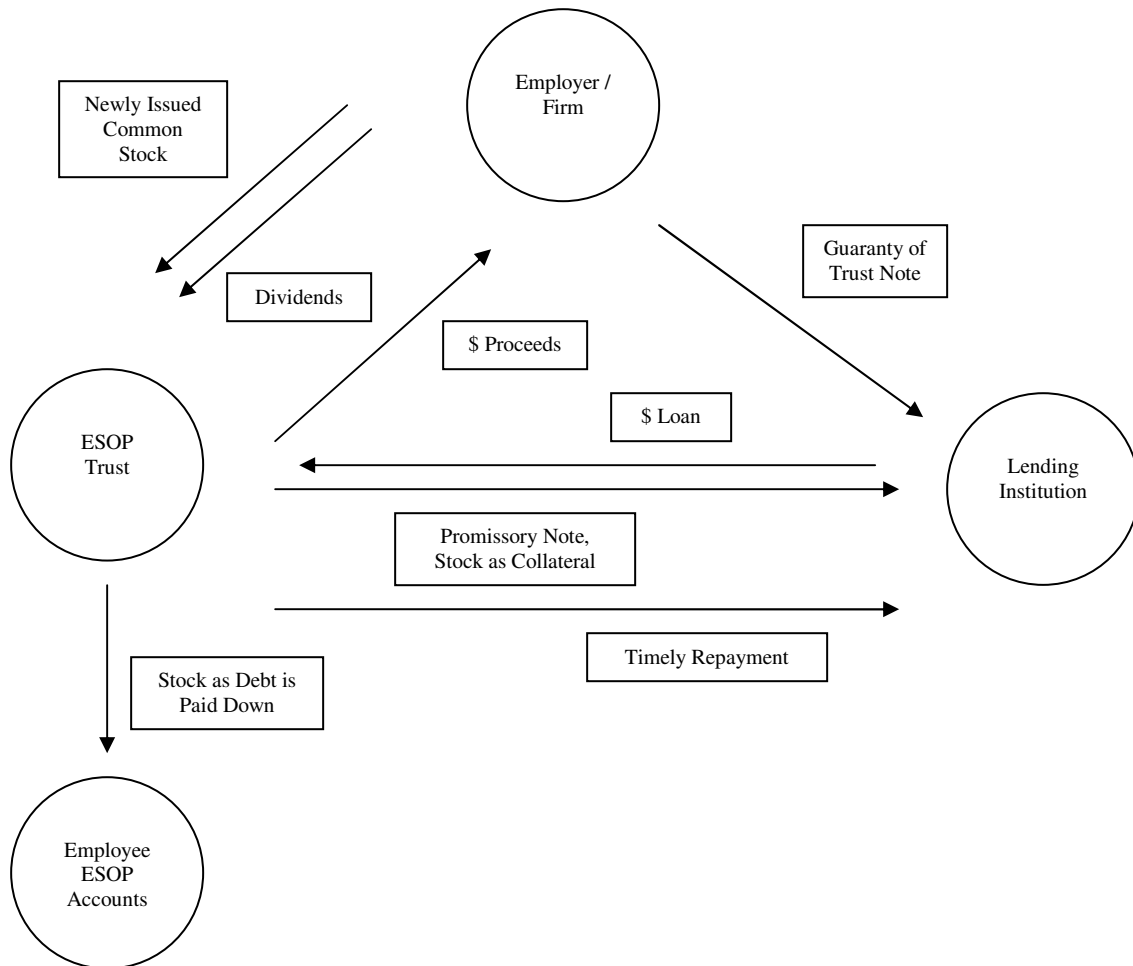 Employer /
Firm
Newly Issued
Common
Stock
Guaranty of
Trust Note
Dividends
$ Proceeds
$ Loan
ESOP
Trust
Lending
Institution
Promissory Note,
Stock as Collateral
Timely Repayment
Stock as Debt is
Paid Down
Employee
ESOP
Accounts